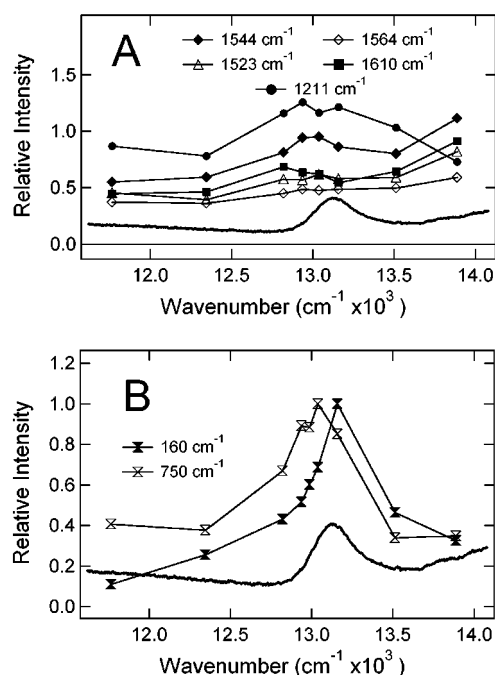 A
1544 cm⁻¹ 1564 cm⁻¹
1523 cm⁻¹ 1610 cm⁻¹
1211 cm⁻¹
Relative Intensity
1.5
1.0
0.5
0.0
12.0 12.5 13.0 13.5 14.0
Wavenumber (cm⁻¹ x10³)
B
160 cm⁻¹
750 cm⁻¹
Relative Intensity
1.2
1.0
0.8
0.6
0.4
0.2
0.0
12.0 12.5 13.0 13.5 14.0
Wavenumber (cm⁻¹ x10³)